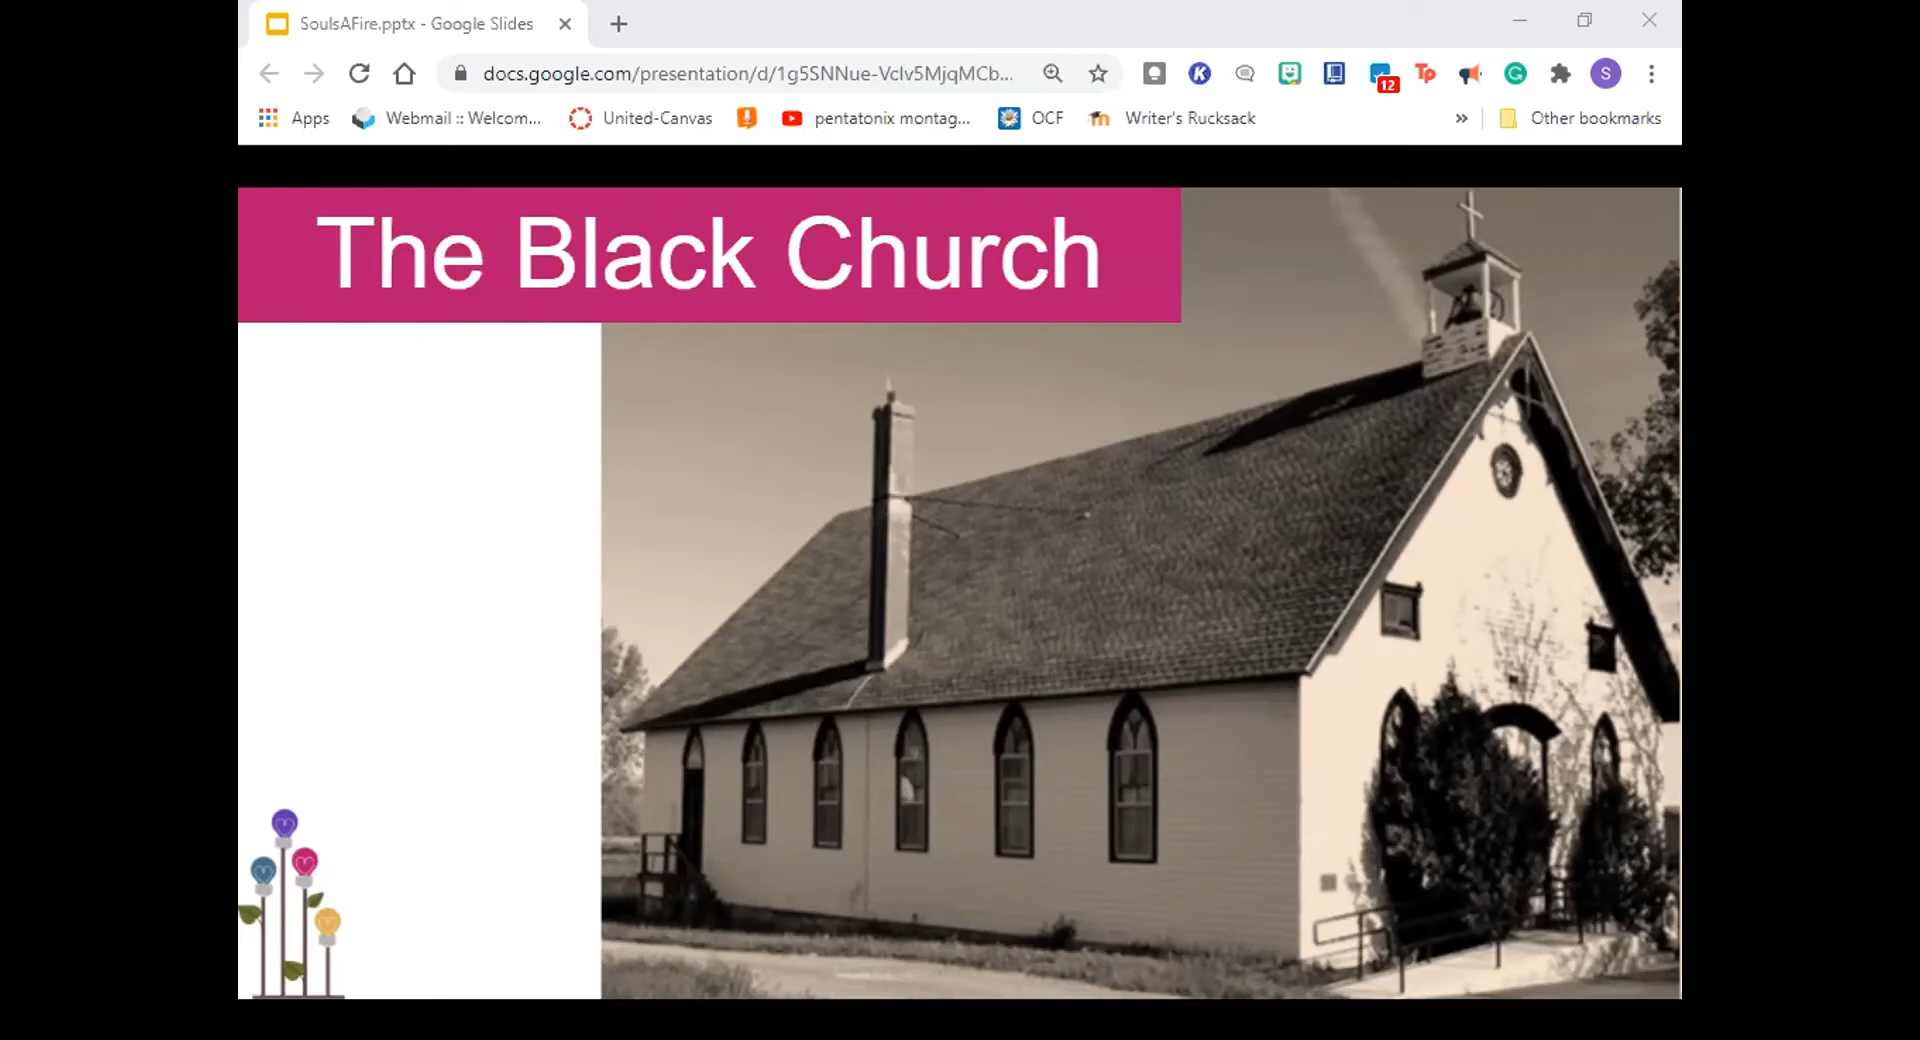 SoulsAFire.pptx - Google Slides
docs.google.com/presentation/d/1g5SNNue-Vclv5MjqMCb...
K
12
Tp
G
S
Apps
Webmail :: Welcom...
United-Canvas
pentatonix montag...
OCF
Writer's Rucksack
Other bookmarks
The Black Church